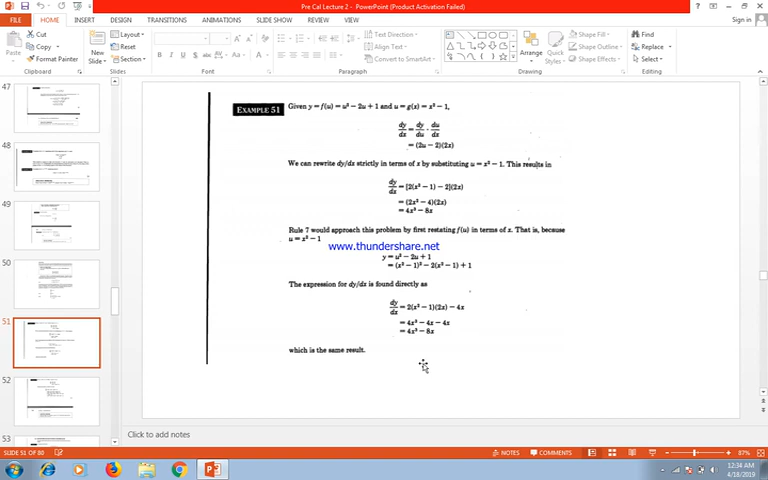 Pre Cal Lecture 2 - PowerPoint (Product Activation Failed)
FILE HOME INSERT DESIGN TRANSITIONS ANIMATIONS SLIDE SHOW REVIEW VIEW Sign in
Paste
Cut
Copy
Format Painter
Clipboard
New Slide
Layout
Reset
Section
Slides
Font
Text Direction
Align Text
Convert to SmartArt
Paragraph
Arrange
Quick Styles
Shape Fill
Shape Outline
Shape Effects
Drawing
Find
Replace
Select
Editing
47
48
49
50
51
52
53
EXAMPLE 51 Given y = f(u) = u² − 2u + 1 and u = g(x) = x² − 1,
dy/dx = dy/du · du/dx
= (2u − 2)(2x)
We can rewrite dy/dx strictly in terms of x by substituting u = x² − 1. This results in
dy/dx = [2(x² − 1) − 2](2x)
= (2x² − 4)(2x)
= 4x³ − 8x
Rule 7 would approach this problem by first restating f(u) in terms of x. That is, because
u = x² − 1
www.thundershare.net
y = u² − 2u + 1
= (x² − 1)² − 2(x² − 1) + 1
The expression for dy/dx is found directly as
dy/dx = 2(x² − 1)(2x) − 4x
= 4x³ − 4x − 4x
= 4x³ − 8x
which is the same result.
Click to add notes
SLIDE 51 OF 80 NOTES COMMENTS 87%
12:34 AM
4/18/2019